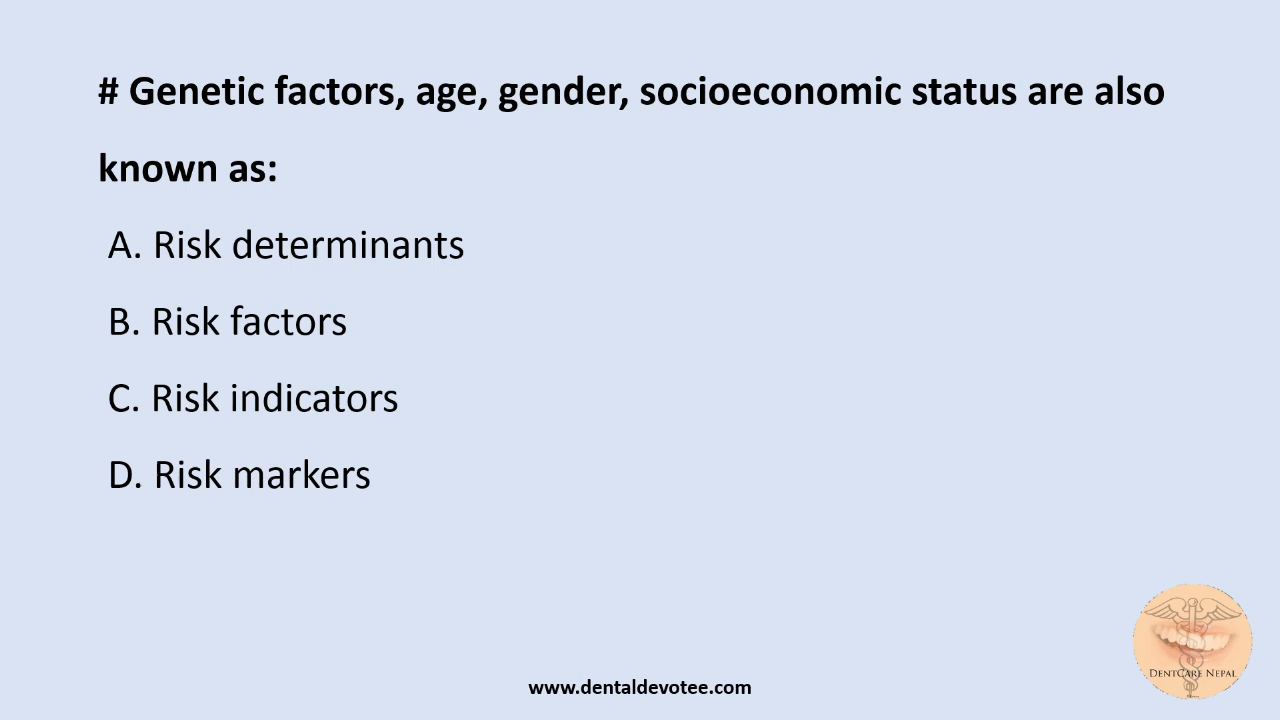 # Genetic factors, age, gender, socioeconomic status are also
known as:
A. Risk determinants
B. Risk factors
C. Risk indicators
D. Risk markers
DentCare Nepal
www.dentaldevotee.com